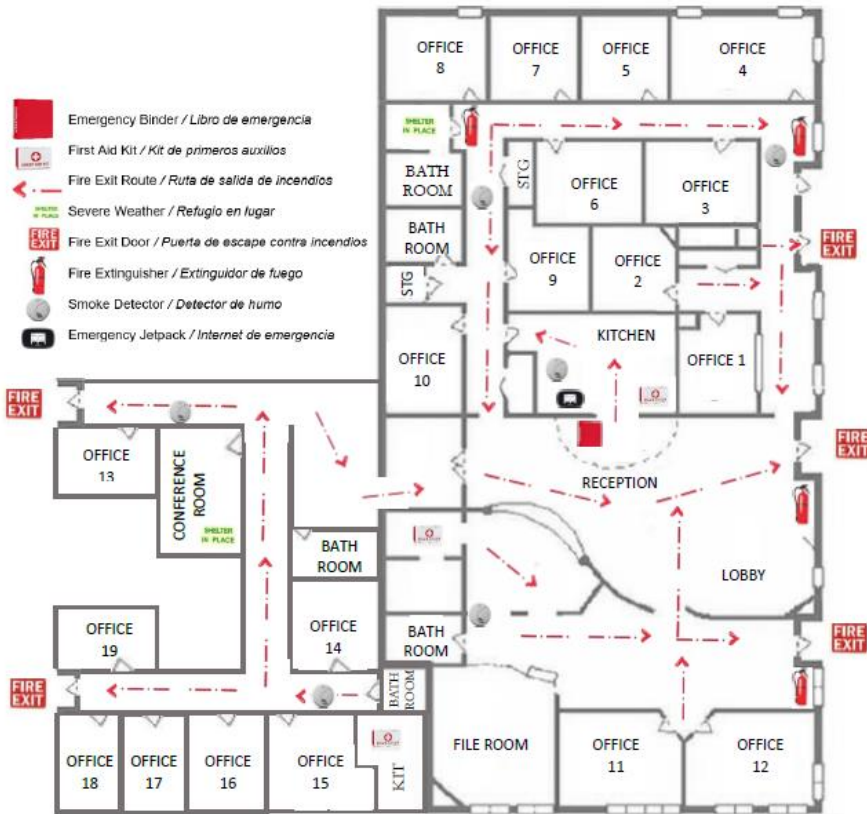 Emergency Binder / Libro de emergencia
First Aid Kit / Kit de primeros auxilios
Fire Exit Route / Ruta de salida de incendios
SHELTER
IN PLACE
Severe Weather / Refugio en lugar
FIRE
EXIT
Fire Exit Door / Puerta de escape contra incendios
Fire Extinguisher / Extinguidor de fuego
Smoke Detector / Detector de humo
Emergency Jetpack / Internet de emergencia
OFFICE
8
OFFICE
7
OFFICE
5
OFFICE
4
SHELTER
IN PLACE
BATH
ROOM
STG
OFFICE
6
OFFICE
3
BATH
ROOM
STG
OFFICE
9
OFFICE
2
FIRE
EXIT
OFFICE
10
KITCHEN
OFFICE 1
FIRE
EXIT
OFFICE
13
CONFERENCE
ROOM
SHELTER
IN PLACE
RECEPTION
FIRE
EXIT
BATH
ROOM
LOBBY
OFFICE
19
OFFICE
14
BATH
ROOM
FIRE
EXIT
FIRE
EXIT
BATH
ROOM
OFFICE
18
OFFICE
17
OFFICE
16
OFFICE
15
KIT
FILE ROOM
OFFICE
11
OFFICE
12